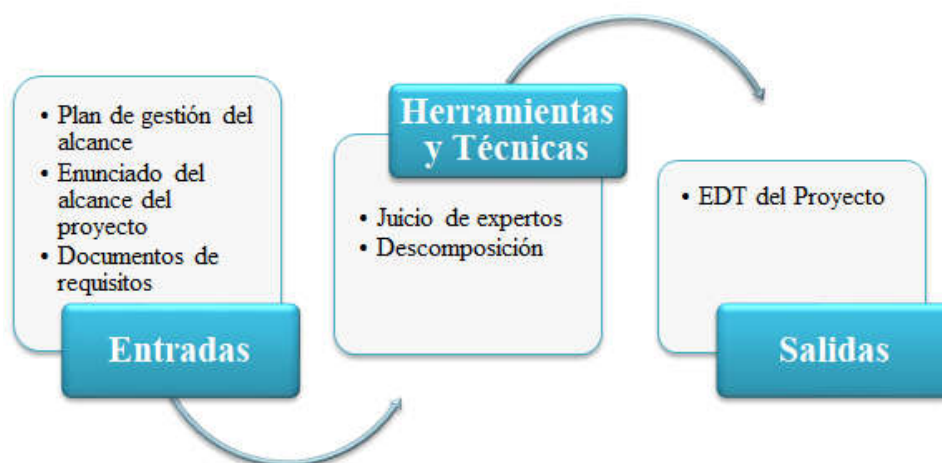 • Plan de gestión del
alcance
• Enunciado del
alcance del
proyecto
• Documentos de
requisitos
Entradas
Herramientas
y Técnicas
• Juicio de expertos
• Descomposición
• EDT del Proyecto
Salidas